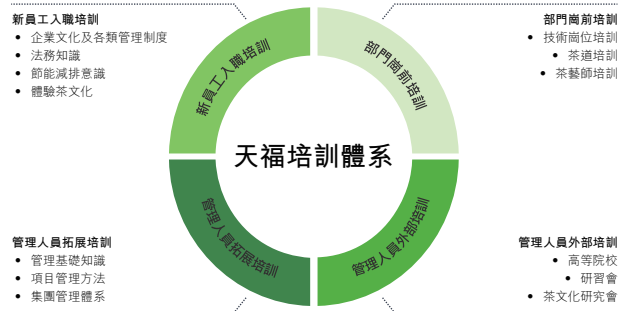 新員工入職培訓
• 企業文化及各類管理制度
• 法務知識
• 節能減排意識
• 體驗茶文化
部門崗前培訓
• 技術崗位培訓
• 茶道培訓
• 茶藝師培訓
新員工入職培訓
部門崗前培訓
天福培訓體系
管理人員拓展培訓
管理人員外部培訓
管理人員拓展培訓
• 管理基礎知識
• 項目管理方法
• 集團管理體系
管理人員外部培訓
• 高等院校
• 研習會
• 茶文化研究會